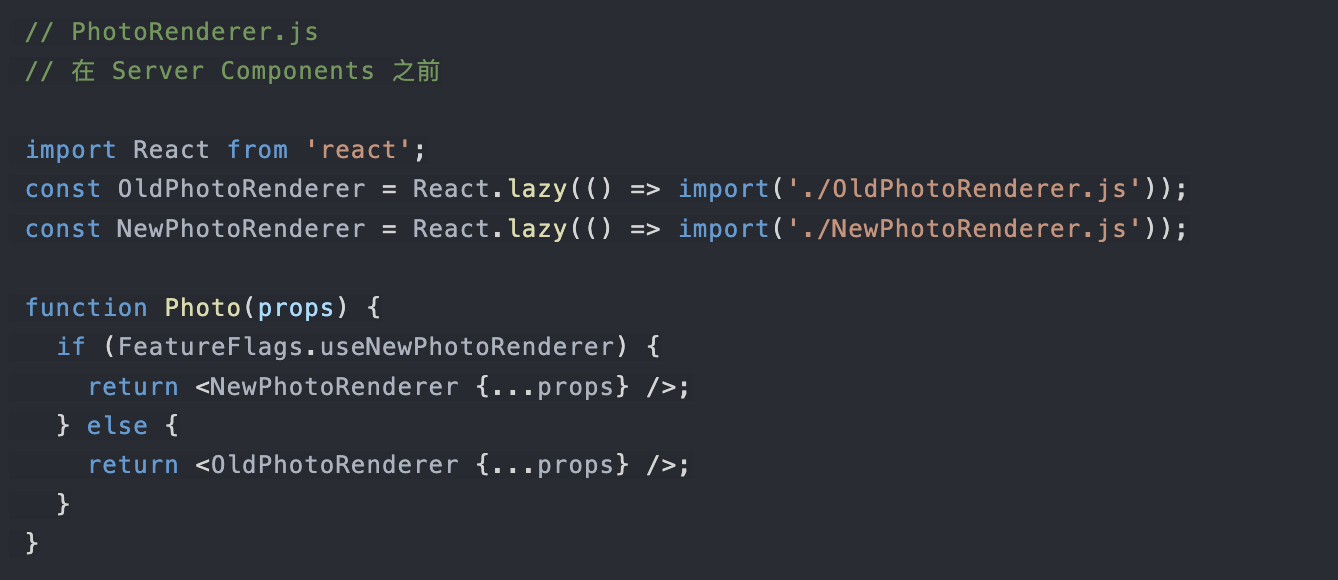 // PhotoRenderer.js
// 在 Server Components 之前
import React from 'react';
const OldPhotoRenderer = React.lazy(() => import('./OldPhotoRenderer.js'));
const NewPhotoRenderer = React.lazy(() => import('./NewPhotoRenderer.js'));
function Photo(props) {
  if (FeatureFlags.useNewPhotoRenderer) {
    return <NewPhotoRenderer {...props} />;
  } else {
    return <OldPhotoRenderer {...props} />;
  }
}